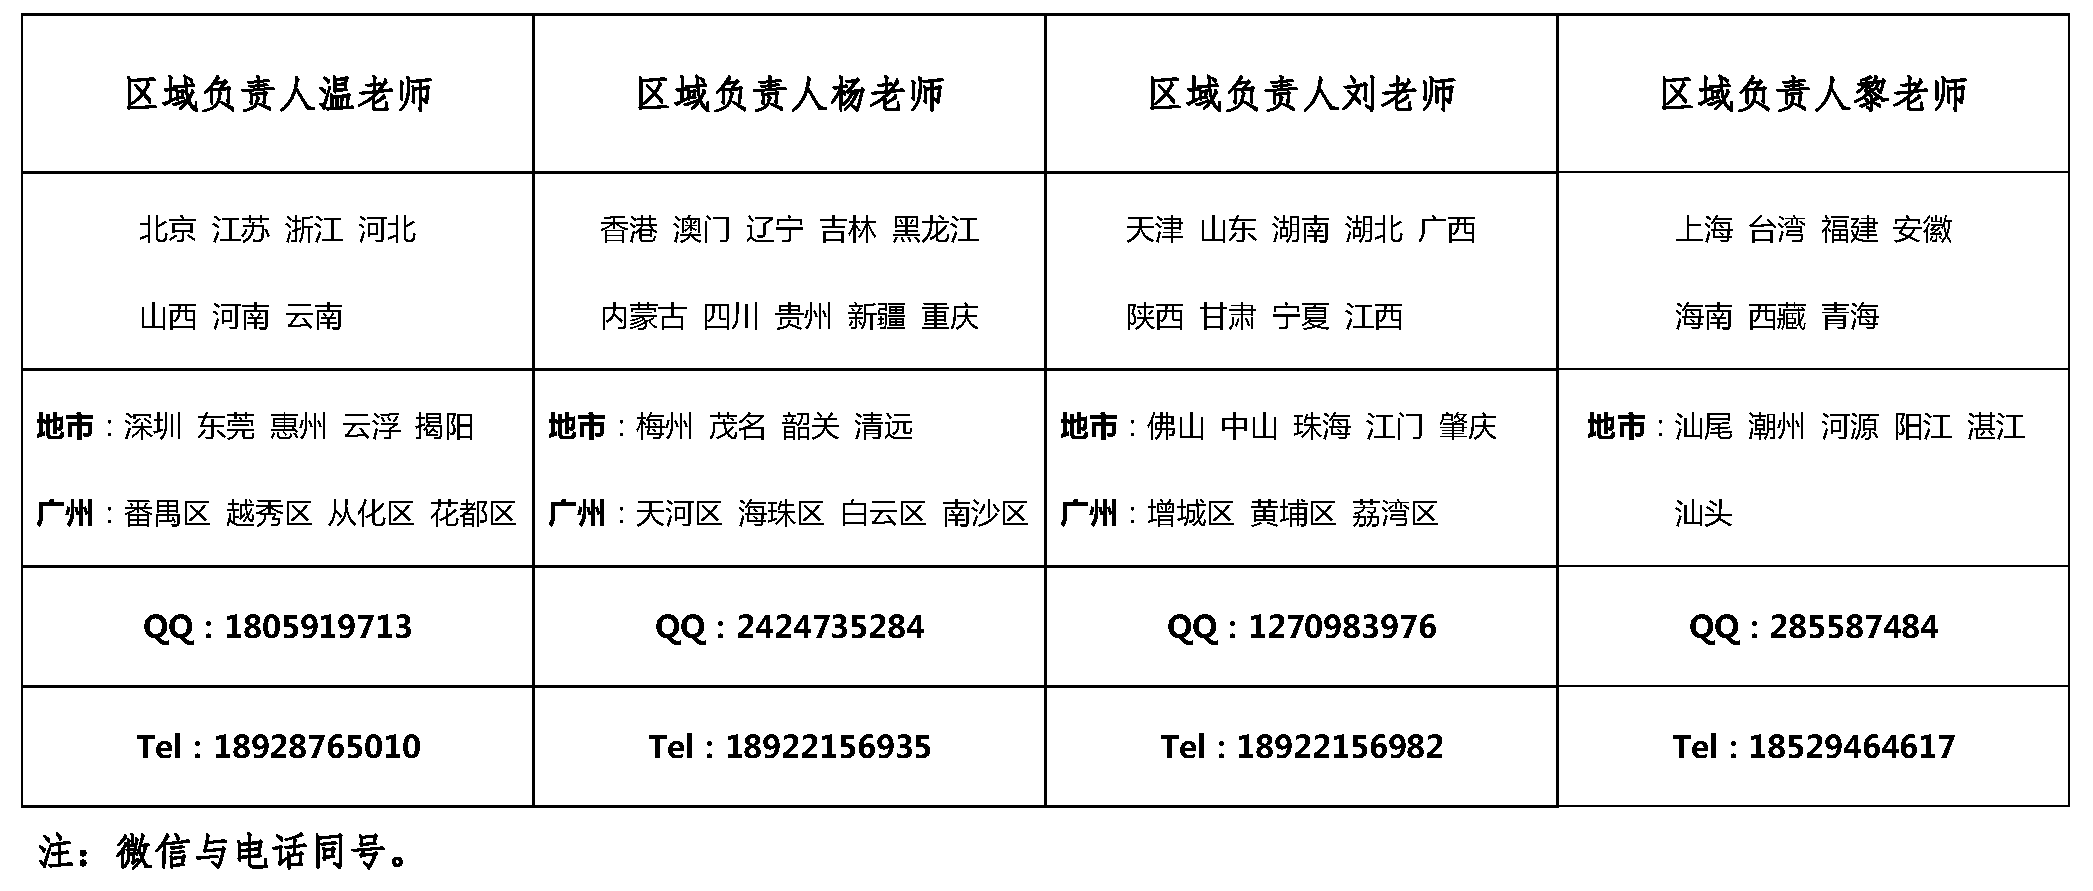 区域负责人温老师
区域负责人杨老师
区域负责人刘老师
区域负责人黎老师
北京 江苏 浙江 河北
山西 河南 云南
香港 澳门 辽宁 吉林 黑龙江
内蒙古 四川 贵州 新疆 重庆
天津 山东 湖南 湖北 广西
陕西 甘肃 宁夏 江西
上海 台湾 福建 安徽
海南 西藏 青海
地市：深圳 东莞 惠州 云浮 揭阳
广州：番禺区 越秀区 从化区 花都区
地市：梅州 茂名 韶关 清远
广州：天河区 海珠区 白云区 南沙区
地市：佛山 中山 珠海 江门 肇庆
广州：增城区 黄埔区 荔湾区
地市：汕尾 潮州 河源 阳江 湛江
汕头
QQ：1805919713
QQ：2424735284
QQ：1270983976
QQ：285587484
Tel：18928765010
Tel：18922156935
Tel：18922156982
Tel：18529464617
注：微信与电话同号。